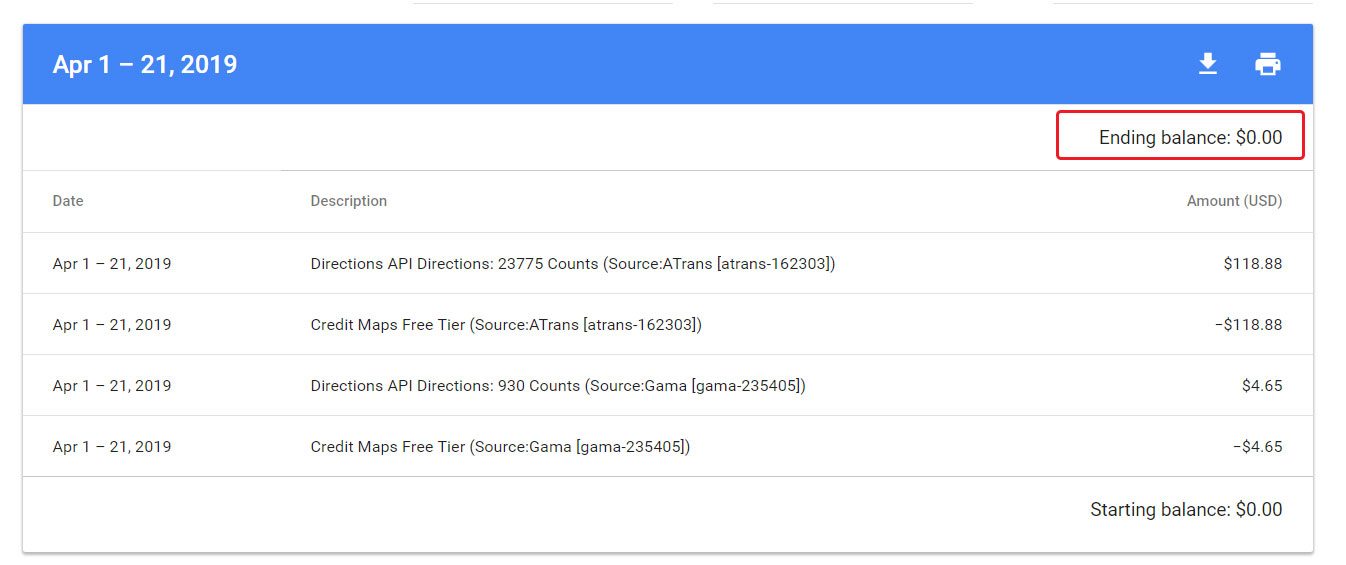 Apr 1 – 21, 2019
Ending balance: $0.00
Date Description Amount (USD)
Apr 1 – 21, 2019 Directions API Directions: 23775 Counts (Source:ATrans [atrans-162303]) $118.88
Apr 1 – 21, 2019 Credit Maps Free Tier (Source:ATrans [atrans-162303]) −$118.88
Apr 1 – 21, 2019 Directions API Directions: 930 Counts (Source:Gama [gama-235405]) $4.65
Apr 1 – 21, 2019 Credit Maps Free Tier (Source:Gama [gama-235405]) −$4.65
Starting balance: $0.00